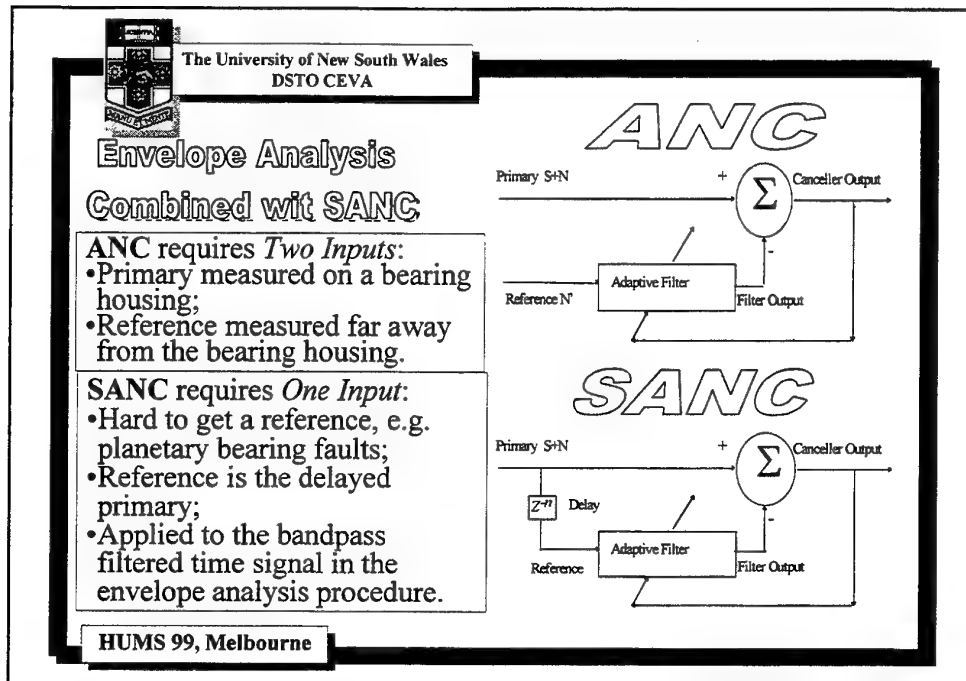 The University of New South Wales
DSTO CEVA
Envelope Analysis
Combined wit SANC
ANC requires Two Inputs:
•Primary measured on a bearing
housing;
•Reference measured far away
from the bearing housing.
SANC requires One Input:
•Hard to get a reference, e.g.
planetary bearing faults;
•Reference is the delayed
primary;
•Applied to the bandpass
filtered time signal in the
envelope analysis procedure.
ANC
Primary S+N
+
Σ
Canceller Output
-
Adaptive Filter
Reference N'
Filter Output
SANC
Primary S+N
+
Σ
Canceller Output
Z-n
Delay
-
Adaptive Filter
Reference
Filter Output
HUMS 99, Melbourne